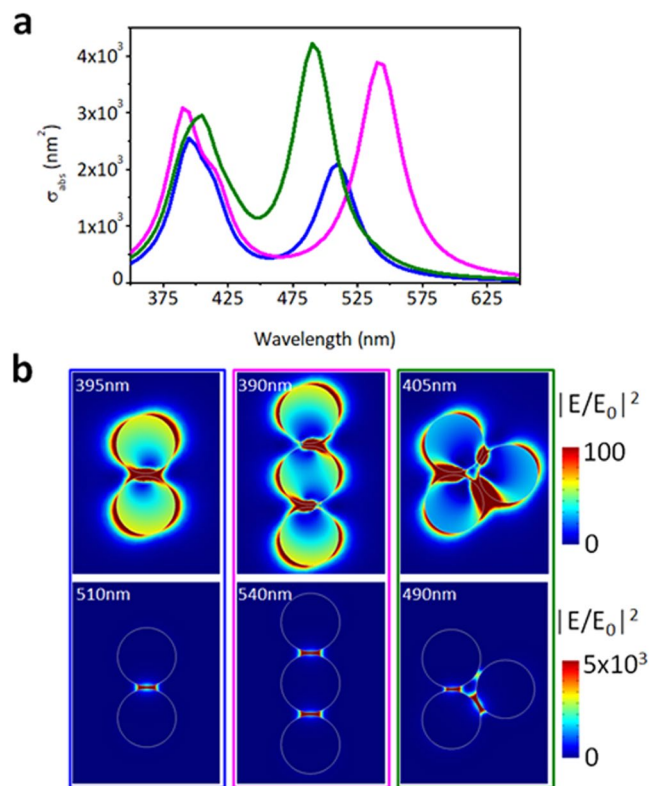 a
4x10³
3x10³
2x10³
1x10³
0
σabs (nm²)
375 425 475 525 575 625
Wavelength (nm)
b
395nm 390nm 405nm
|E/E₀|²
100
0
510nm 540nm 490nm
|E/E₀|²
5x10³
0